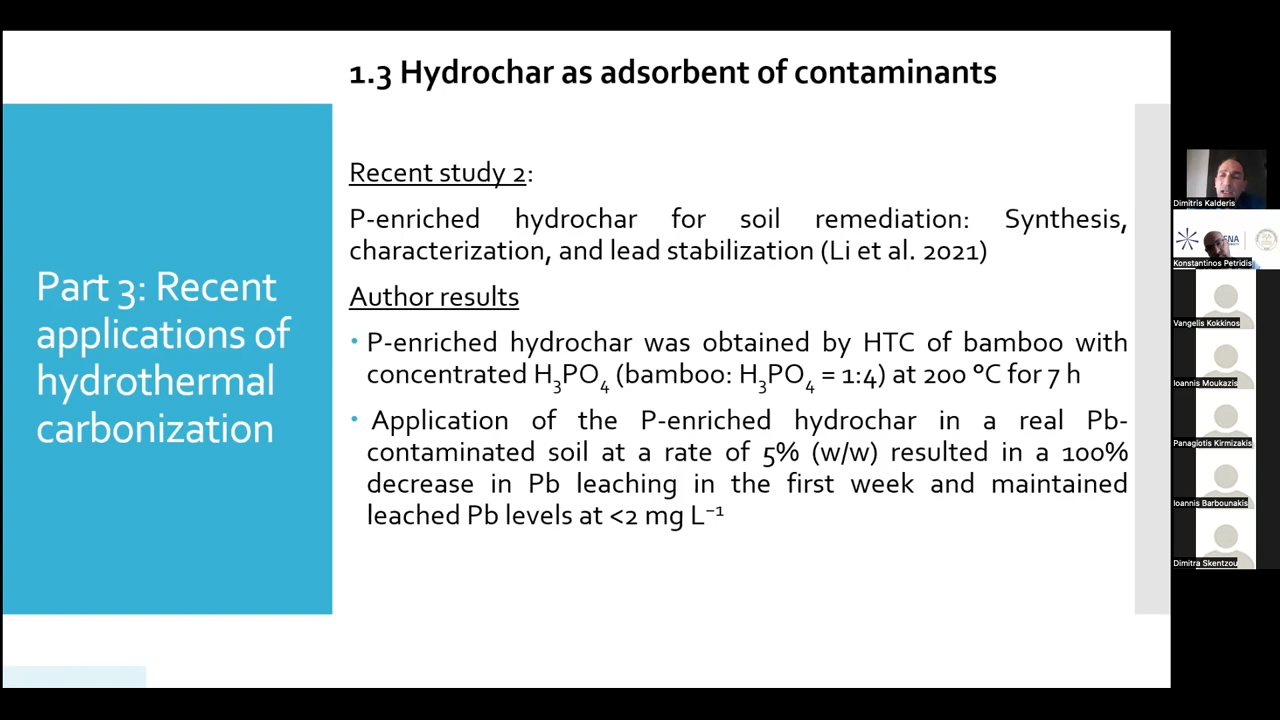 1.3 Hydrochar as adsorbent of contaminants
Part 3: Recent
applications of
hydrothermal
carbonization
Recent study 2:
P-enriched hydrochar for soil remediation: Synthesis,
characterization, and lead stabilization (Li et al. 2021)
Author results
• P-enriched hydrochar was obtained by HTC of bamboo with
concentrated H₃PO₄ (bamboo: H₃PO₄ = 1:4) at 200 °C for 7 h
• Application of the P-enriched hydrochar in a real Pb-
contaminated soil at a rate of 5% (w/w) resulted in a 100%
decrease in Pb leaching in the first week and maintained
leached Pb levels at <2 mg L⁻¹
Dimitris Kalderis
Konstantinos Petridis
Vangelis Kokkinos
Ioannis Moukazis
Panagiotis Kirmizakis
Ioannis Barbounakis
Dimitra Skentzou